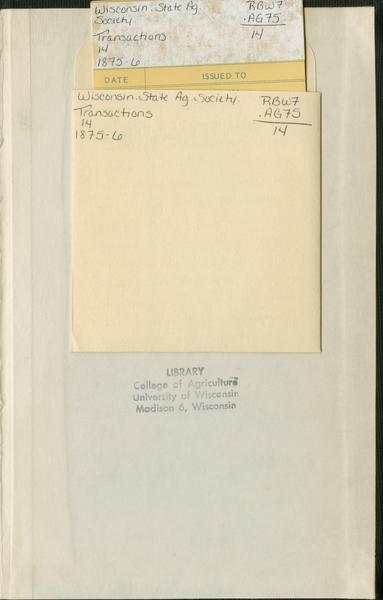 Wisconsin. State Ag.
Society
RBW7
.AG75
14
Transactions
14
1875-6
DATE
ISSUED TO
Wisconsin. State Ag. Society.
RBW7
.AG75
14
Transactions
14
1875-6
LIBRARY
College of Agriculture
University of Wisconsin
Madison 6, Wisconsin